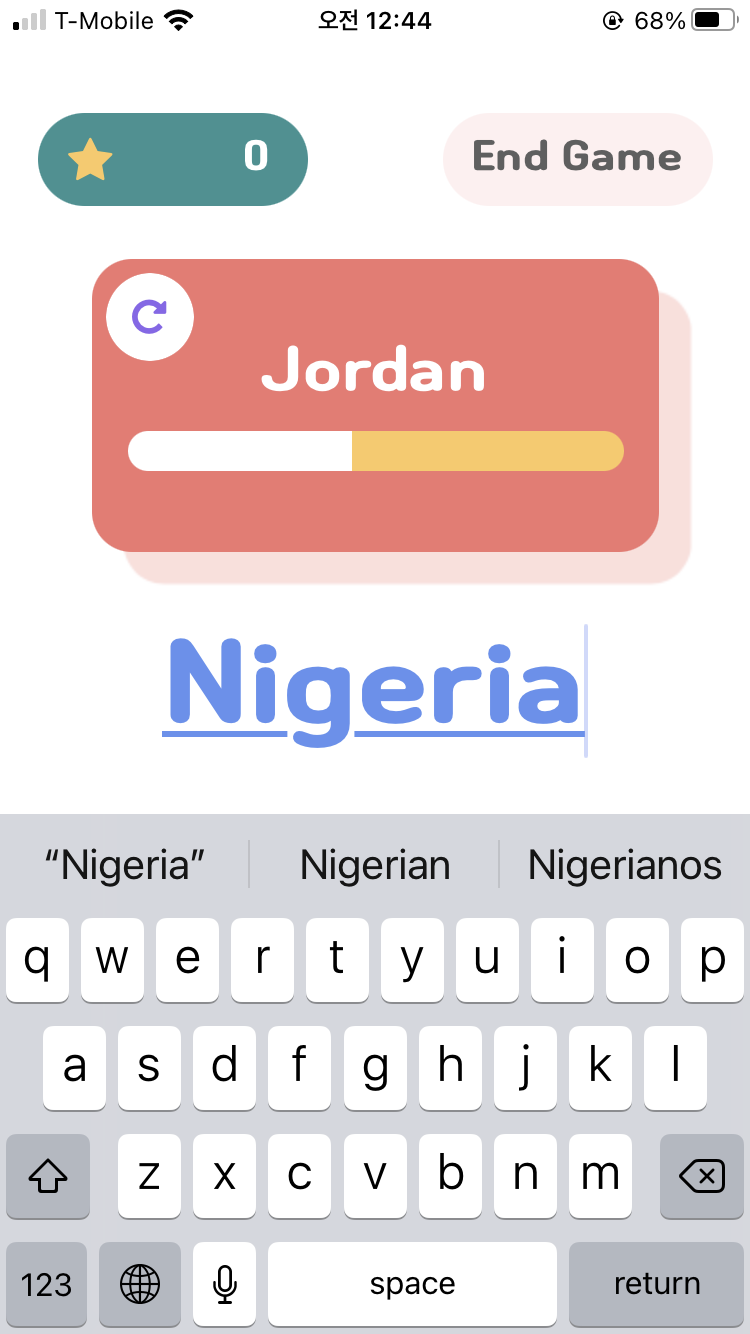 T-Mobile 오전 12:44 68%
0 End Game
Jordan
Nigeria
“Nigeria” Nigerian Nigerianos
q w e r t y u i o p
a s d f g h j k l
z x c v b n m
123 space return